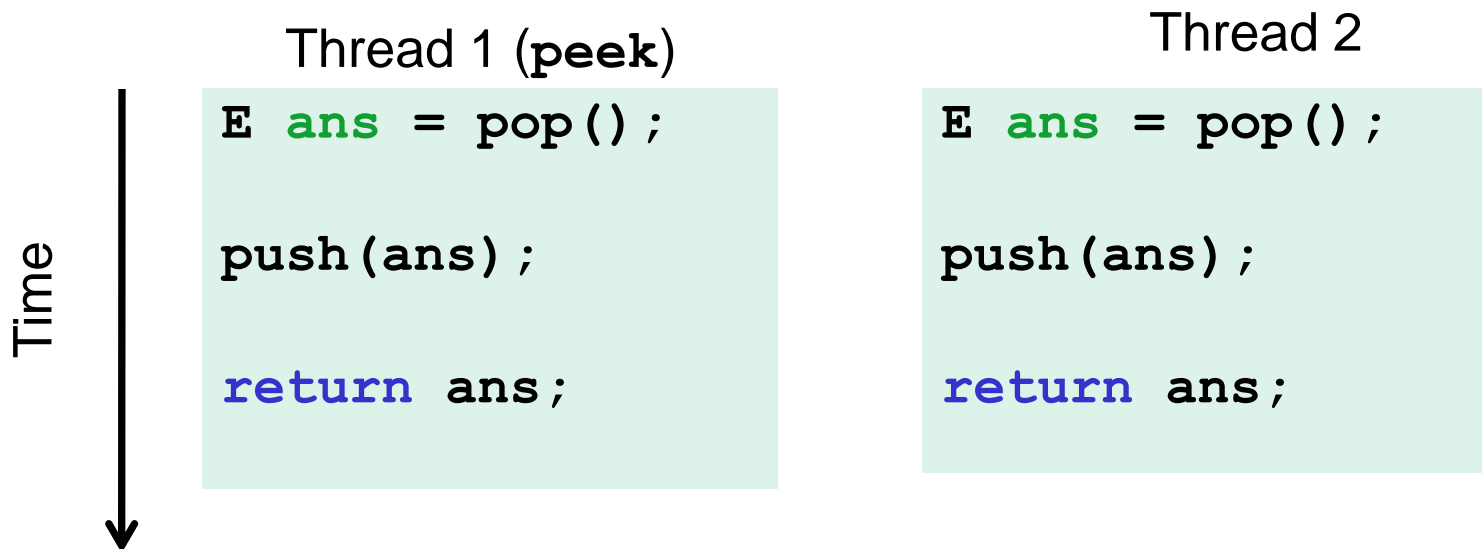 Thread 1 (peek)
E ans = pop();
push(ans);
return ans;
Thread 2
E ans = pop();
push(ans);
return ans;
Time